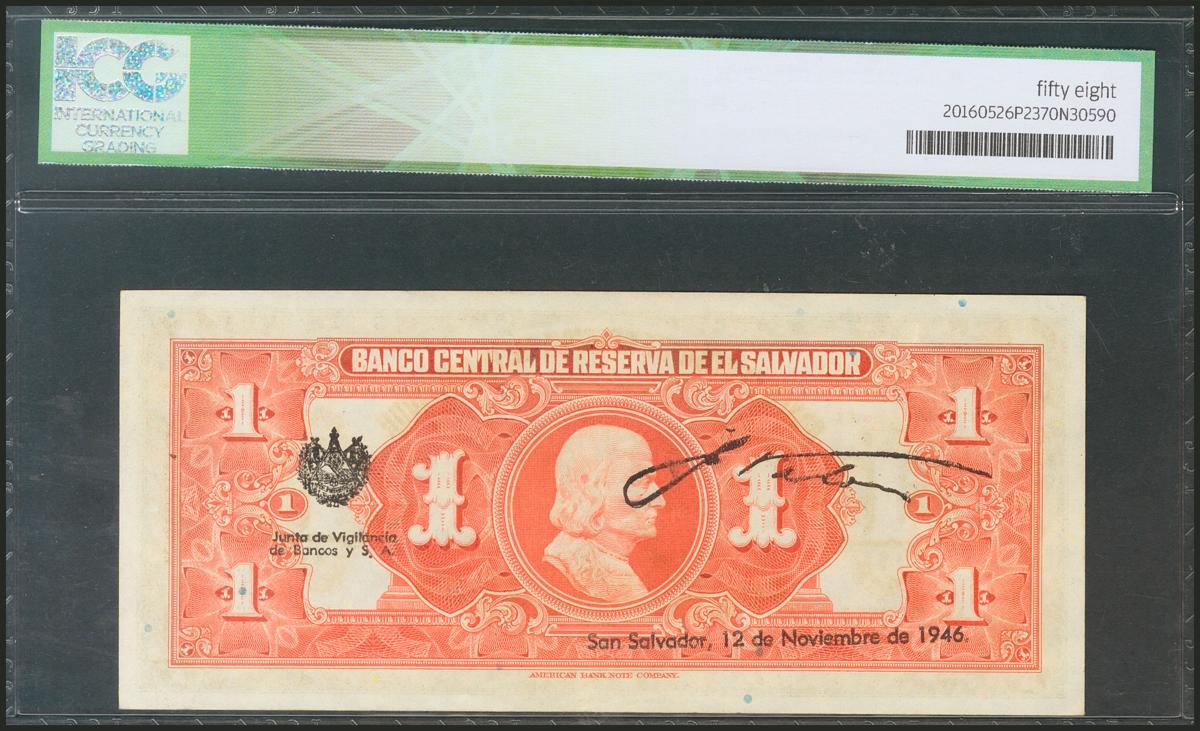 ICG
INTERNATIONAL
CURRENCY
GRADING
fifty eight
20160526P2370N30590
BANCO CENTRAL DE RESERVA DE EL SALVADOR
1
1
1
1
1
1
Junta de Vigilancia
de Bancos y S. A.
1
1
San Salvador, 12 de Noviembre de 1946.
AMERICAN BANK NOTE COMPANY.